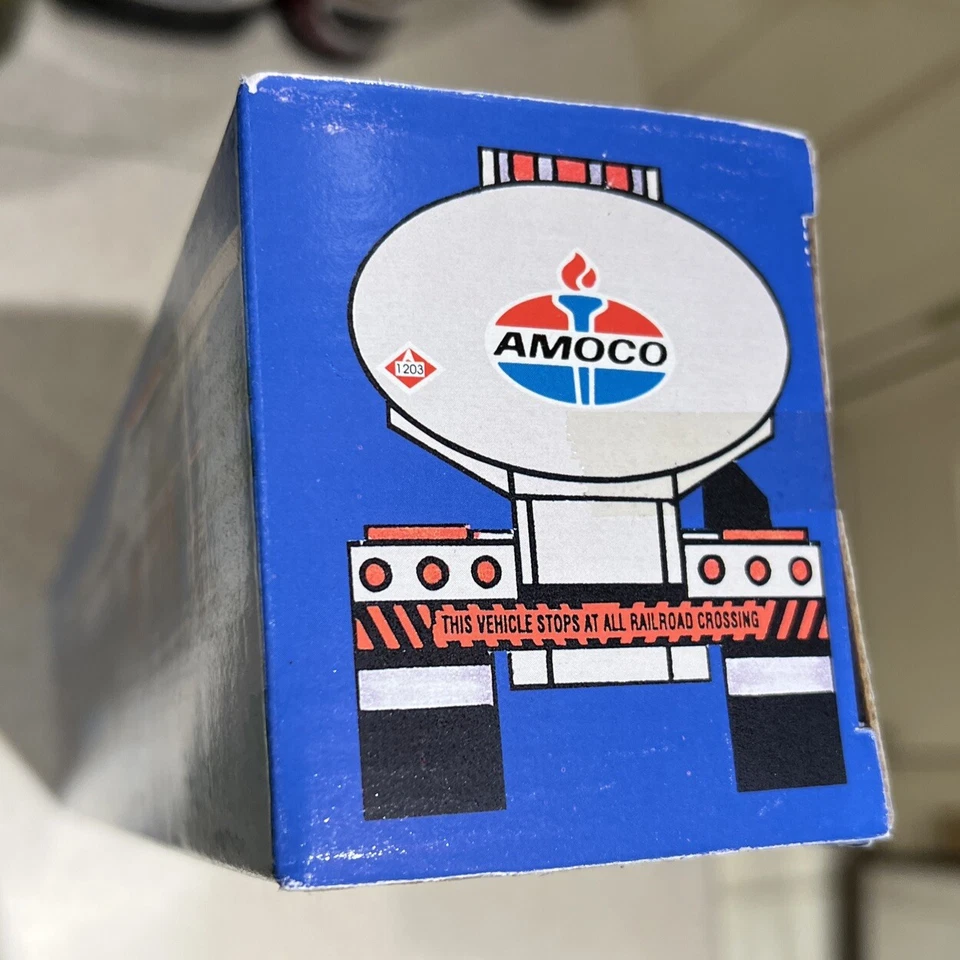 AMOCO
1203
THIS VEHICLE STOPS AT ALL RAILROAD CROSSING